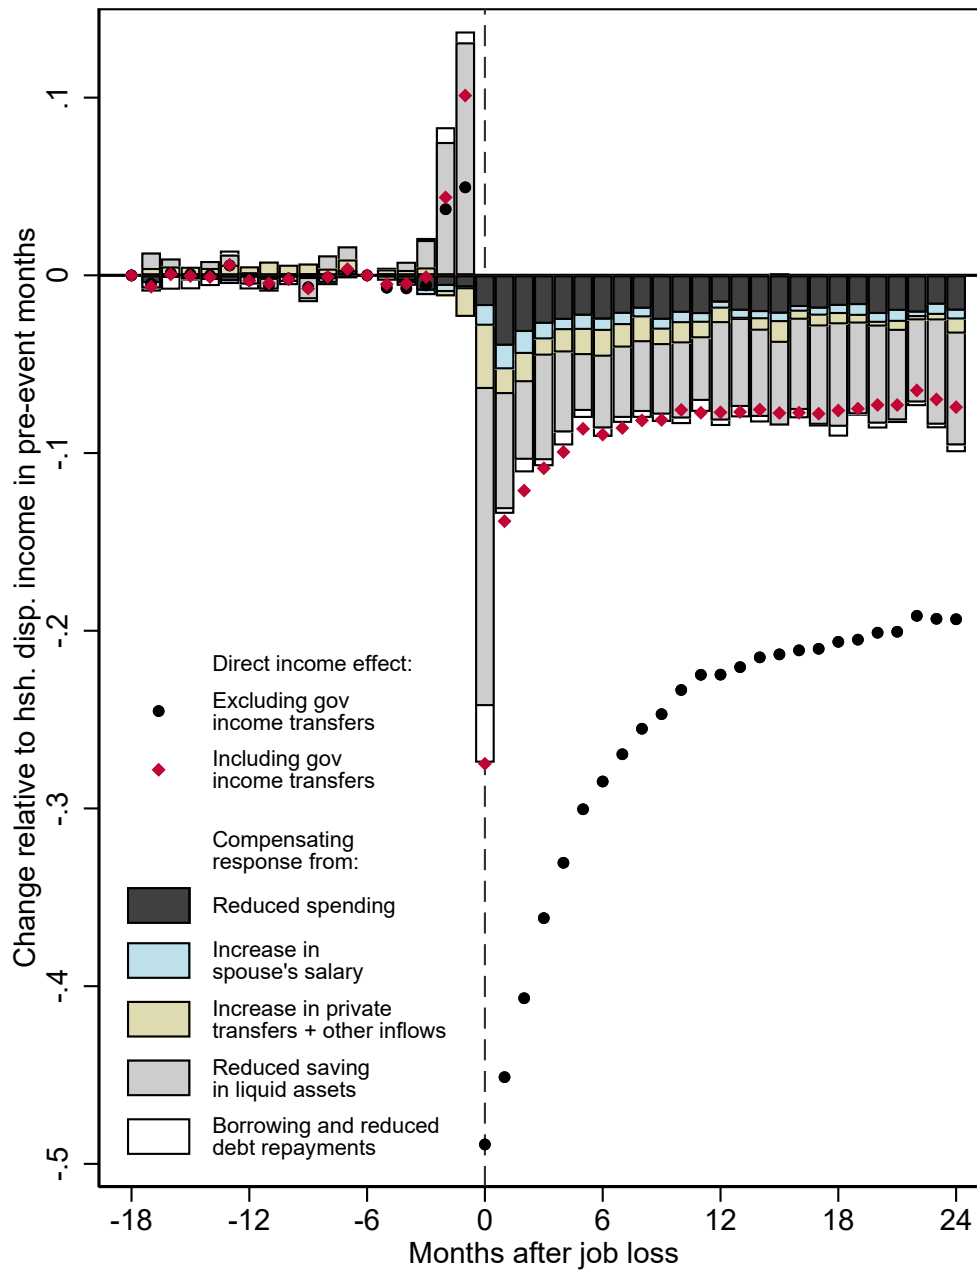 Change relative to hsh. disp. income in pre-event months
.1
0
-.1
-.2
-.3
-.4
-.5
Direct income effect:
Excluding gov
income transfers
Including gov
income transfers
Compensating
response from:
Reduced spending
Increase in
spouse's salary
Increase in private
transfers + other inflows
Reduced saving
in liquid assets
Borrowing and reduced
debt repayments
-18
-12
-6
0
6
12
18
24
Months after job loss